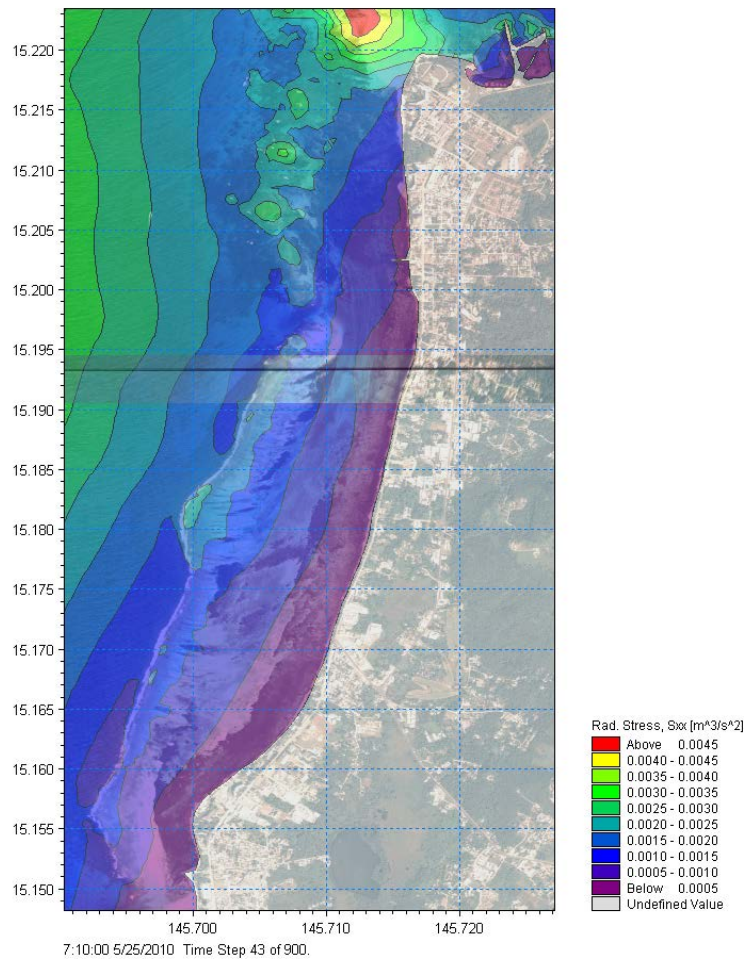 15.220
15.215
15.210
15.205
15.200
15.195
15.190
15.185
15.180
15.175
15.170
15.165
15.160
15.155
15.150
145.700 145.710 145.720
7:10:00 5/25/2010 Time Step 43 of 900.
Rad. Stress, Sxx [m^3/s^2]
Above 0.0045
0.0040 - 0.0045
0.0035 - 0.0040
0.0030 - 0.0035
0.0025 - 0.0030
0.0020 - 0.0025
0.0015 - 0.0020
0.0010 - 0.0015
0.0005 - 0.0010
Below 0.0005
Undefined Value